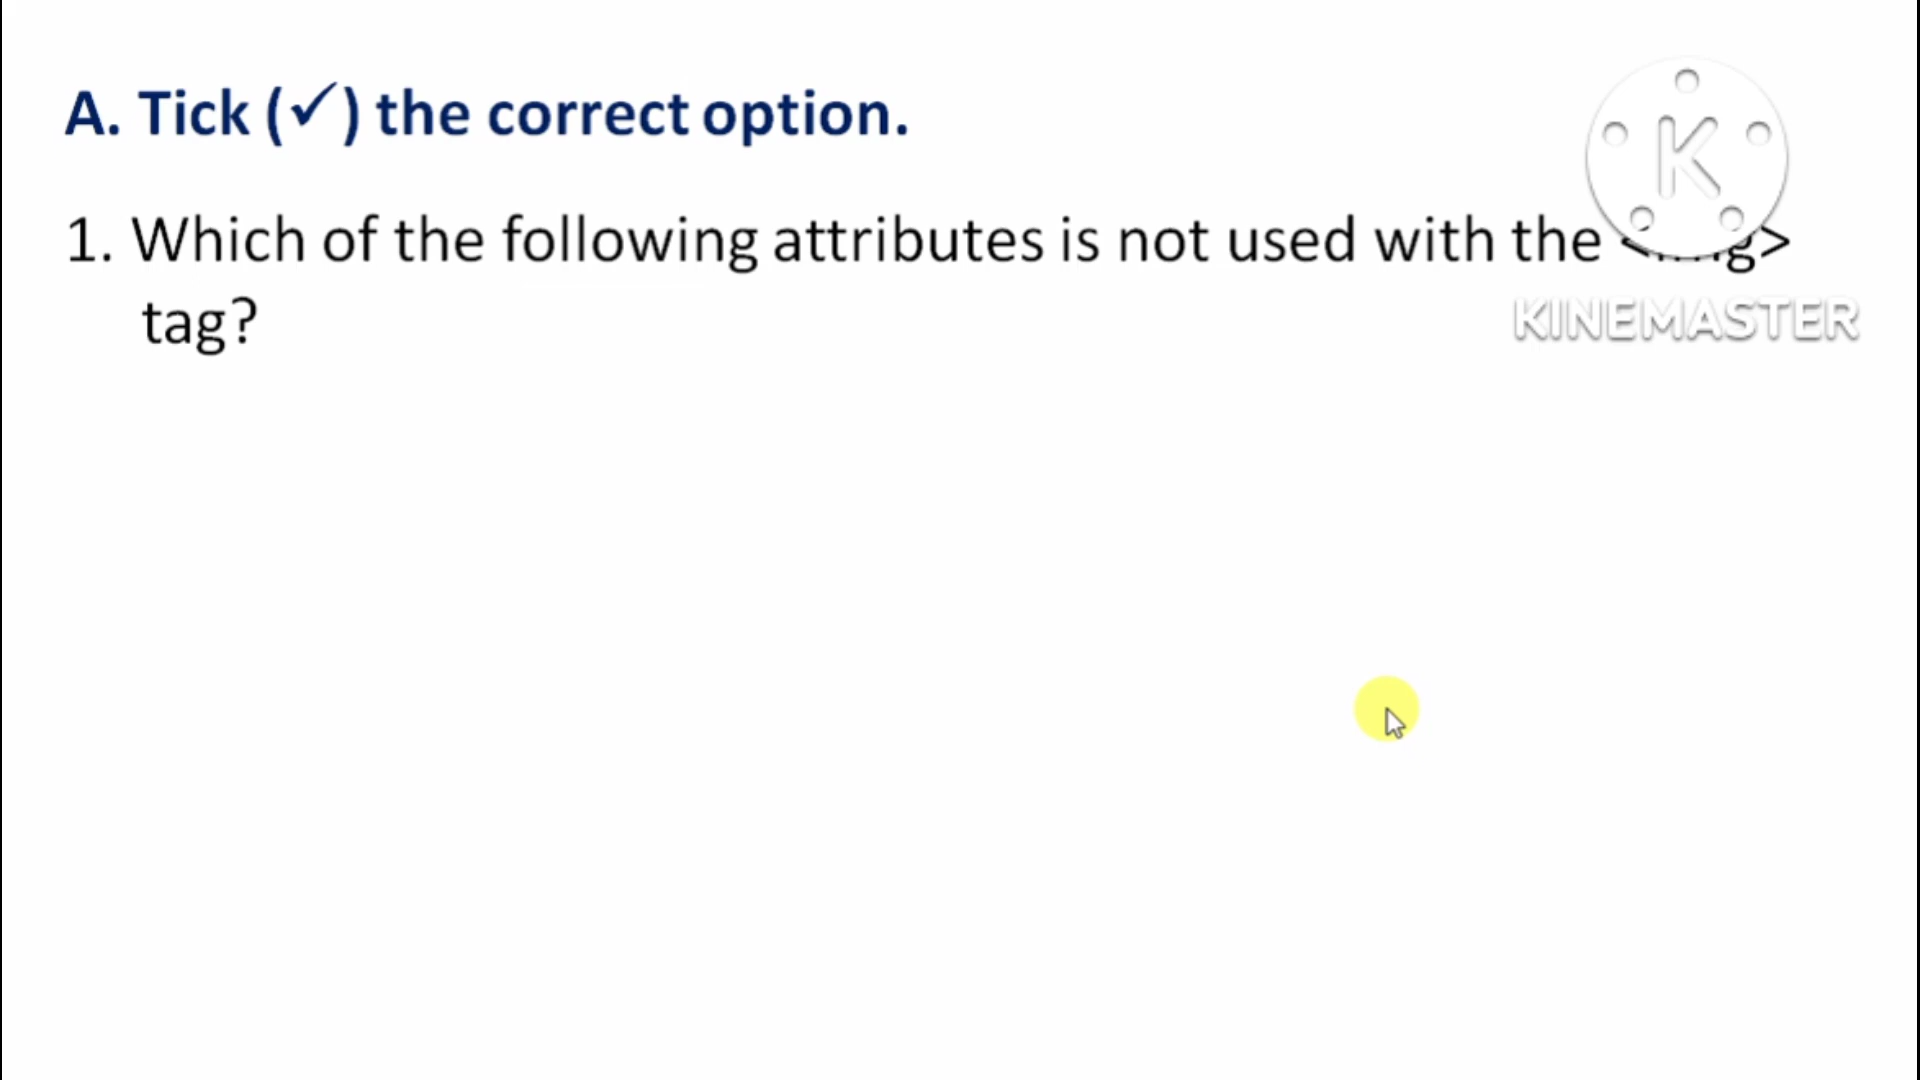 A. Tick (✓) the correct option.
1. Which of the following attributes is not used with the
tag?
K
KINEMASTER